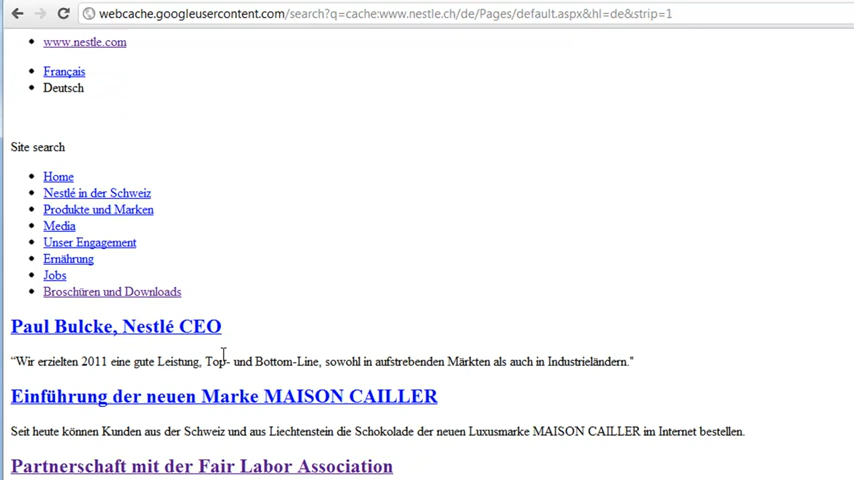 webcache.googleusercontent.com/search?q=cache:www.nestle.ch/de/Pages/default.aspx&hl=de&strip=1
www.nestle.com
Français
Deutsch
Site search
Home
Nestlé in der Schweiz
Produkte und Marken
Media
Unser Engagement
Ernährung
Jobs
Broschüren und Downloads
Paul Bulcke, Nestlé CEO
“Wir erzielten 2011 eine gute Leistung, Top- und Bottom-Line, sowohl in aufstrebenden Märkten als auch in Industrieländern."
Einführung der neuen Marke MAISON CAILLER
Seit heute können Kunden aus der Schweiz und aus Liechtenstein die Schokolade der neuen Luxusmarke MAISON CAILLER im Internet bestellen.
Partnerschaft mit der Fair Labor Association